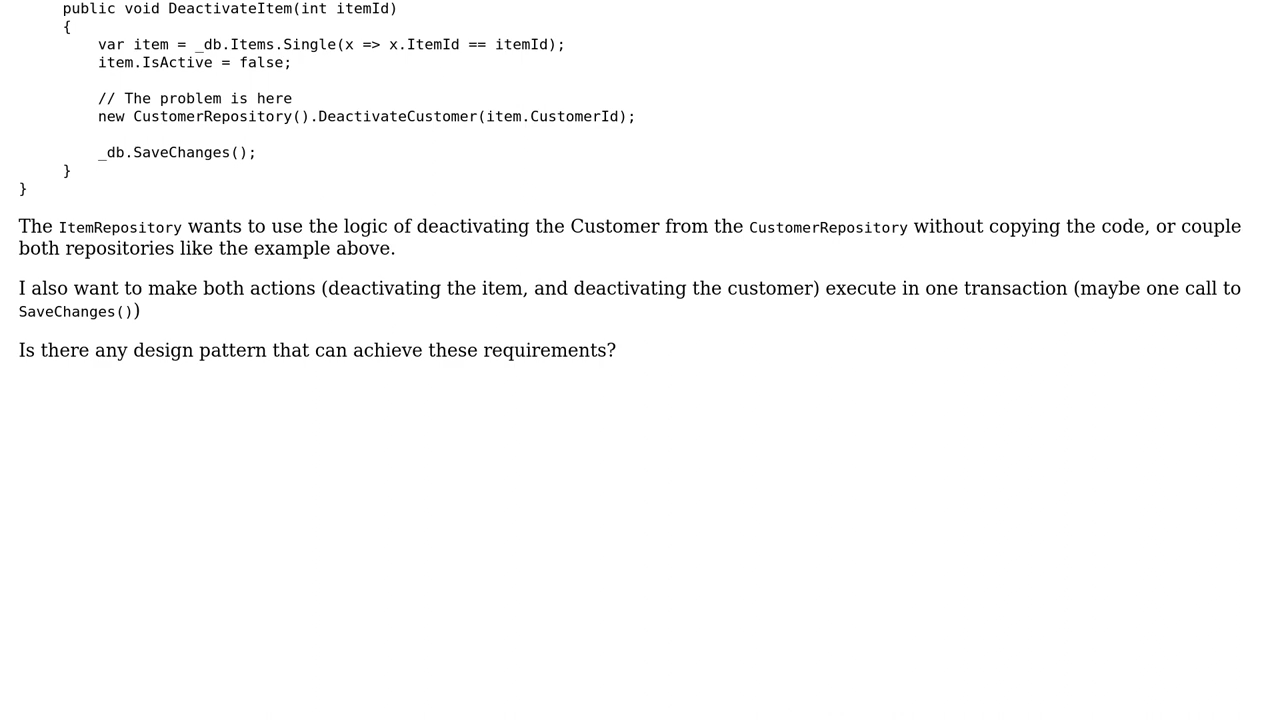 public void DeactivateItem(int itemId)
{
var item = _db.Items.Single(x => x.ItemId == itemId);
item.IsActive = false;
// The problem is here
new CustomerRepository().DeactivateCustomer(item.CustomerId);
_db.SaveChanges();
}
}
The ItemRepository wants to use the logic of deactivating the Customer from the CustomerRepository without copying the code, or couple
both repositories like the example above.
I also want to make both actions (deactivating the item, and deactivating the customer) execute in one transaction (maybe one call to
SaveChanges())
Is there any design pattern that can achieve these requirements?